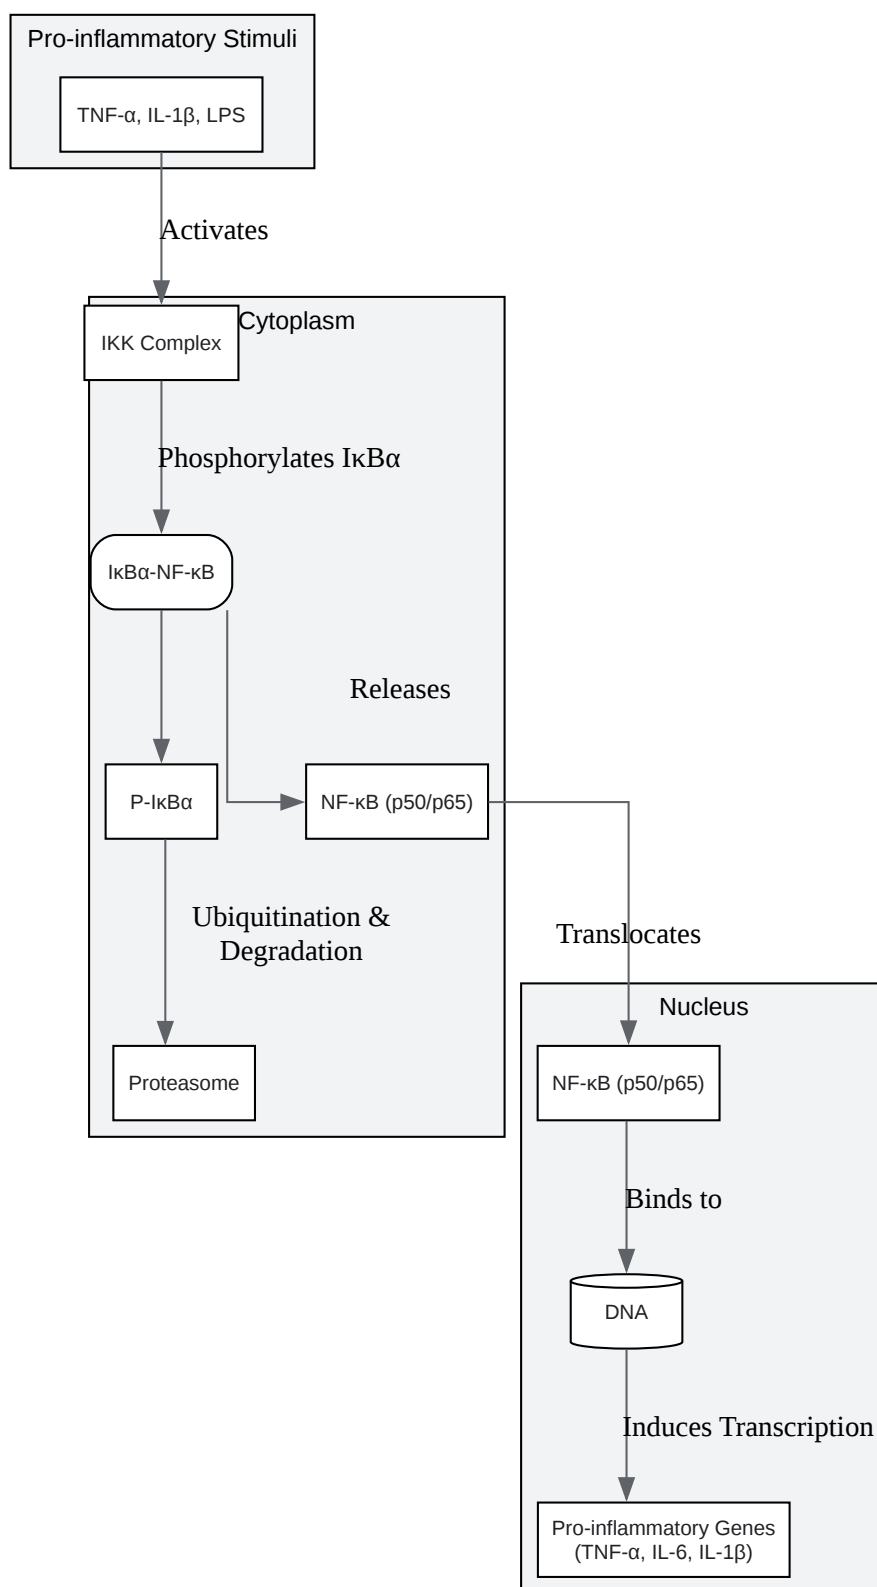 Pro-inflammatory Stimuli
TNF-α, IL-1β, LPS
Activates
Cytoplasm
IKK Complex
Phosphorylates IκBα
IκBα-NF-κB
Releases
P-IκBα
NF-κB (p50/p65)
Ubiquitination &
Degradation
Translocates
Nucleus
Proteasome
NF-κB (p50/p65)
Binds to
DNA
Induces Transcription
Pro-inflammatory Genes
(TNF-α, IL-6, IL-1β)